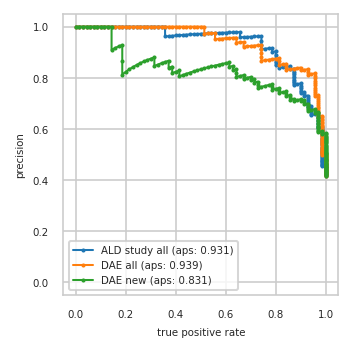 1.0
0.8
0.6
0.4
0.2
0.0
precision
ALD study all (aps: 0.931)
DAE all (aps: 0.939)
DAE new (aps: 0.831)
0.0 0.2 0.4 0.6 0.8 1.0
true positive rate